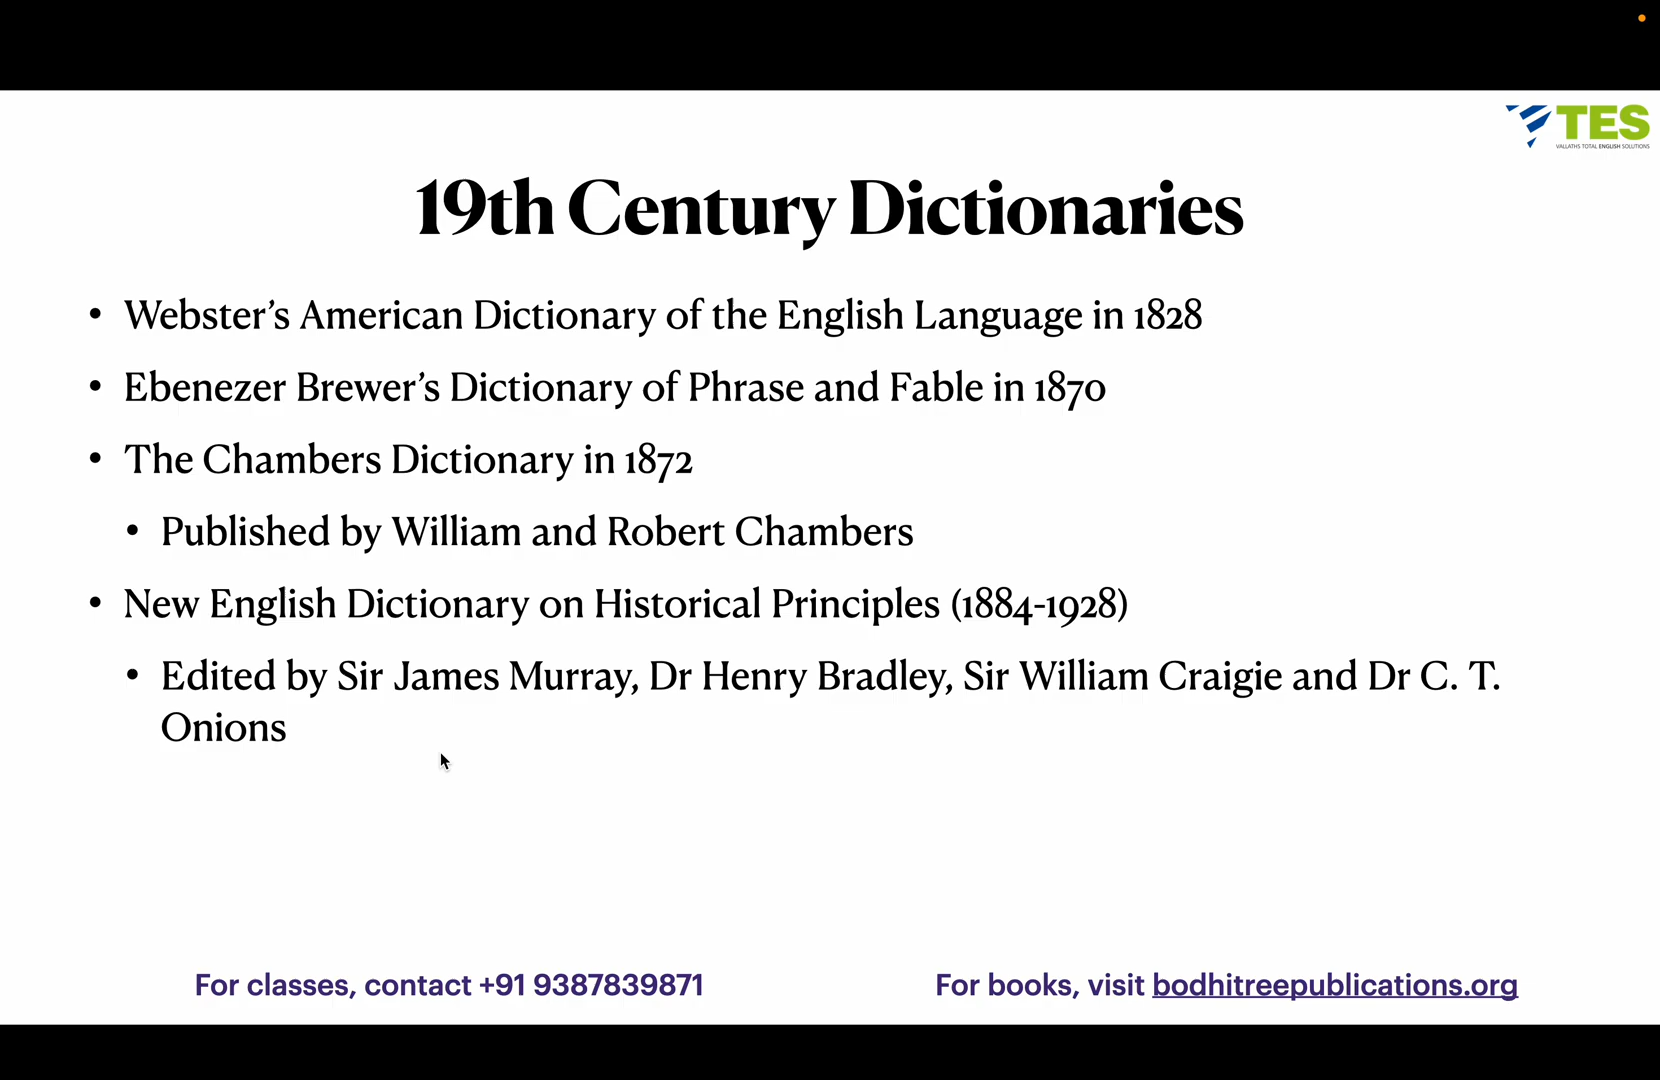 TES
VALLATHS TOTAL ENGLISH SOLUTIONS
19th Century Dictionaries
• Webster’s American Dictionary of the English Language in 1828
• Ebenezer Brewer’s Dictionary of Phrase and Fable in 1870
• The Chambers Dictionary in 1872
• Published by William and Robert Chambers
• New English Dictionary on Historical Principles (1884-1928)
• Edited by Sir James Murray, Dr Henry Bradley, Sir William Craigie and Dr C. T.
Onions
For classes, contact +91 9387839871
For books, visit bodhitreepublications.org